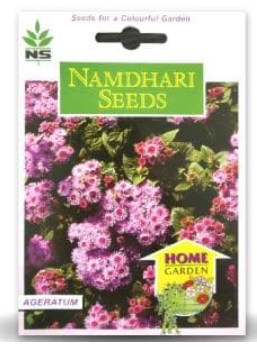 Seeds for a Colourful Garden
NS
NAMDHARI
SEEDS
HOME
GARDEN
AGERATUM